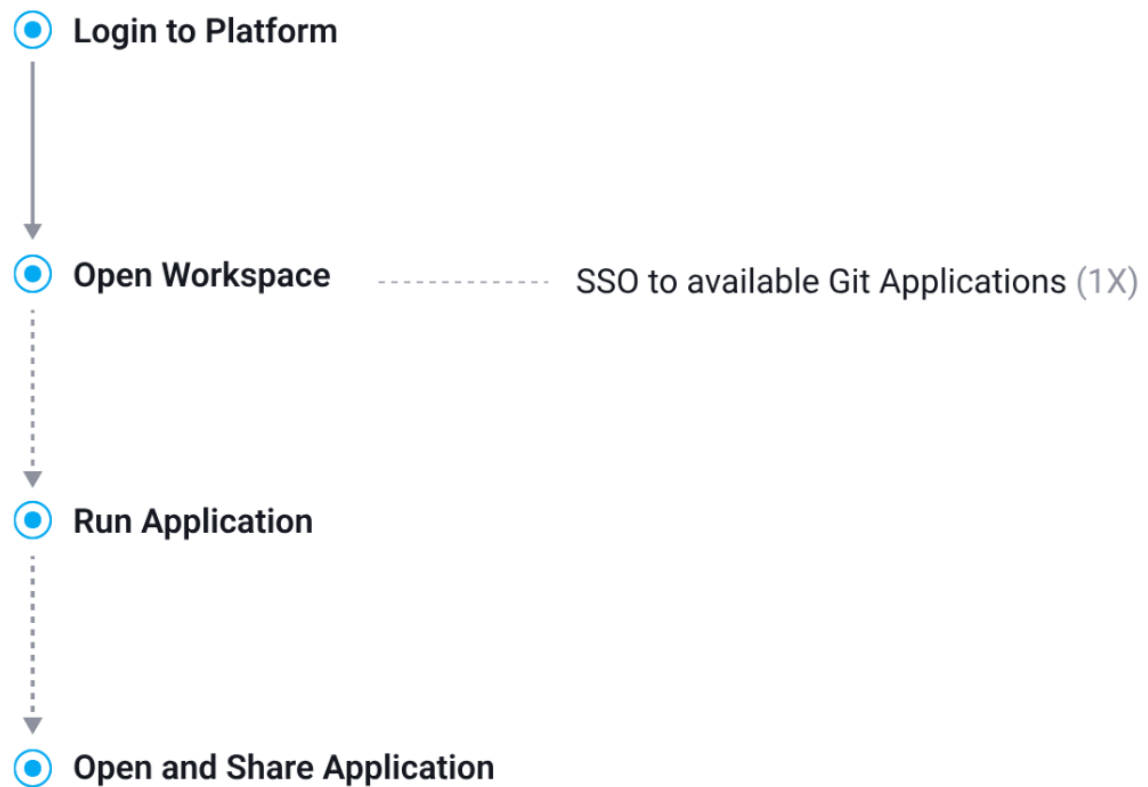 Login to Platform
Open Workspace
SSO to available Git Applications (1X)
Run Application
Open and Share Application